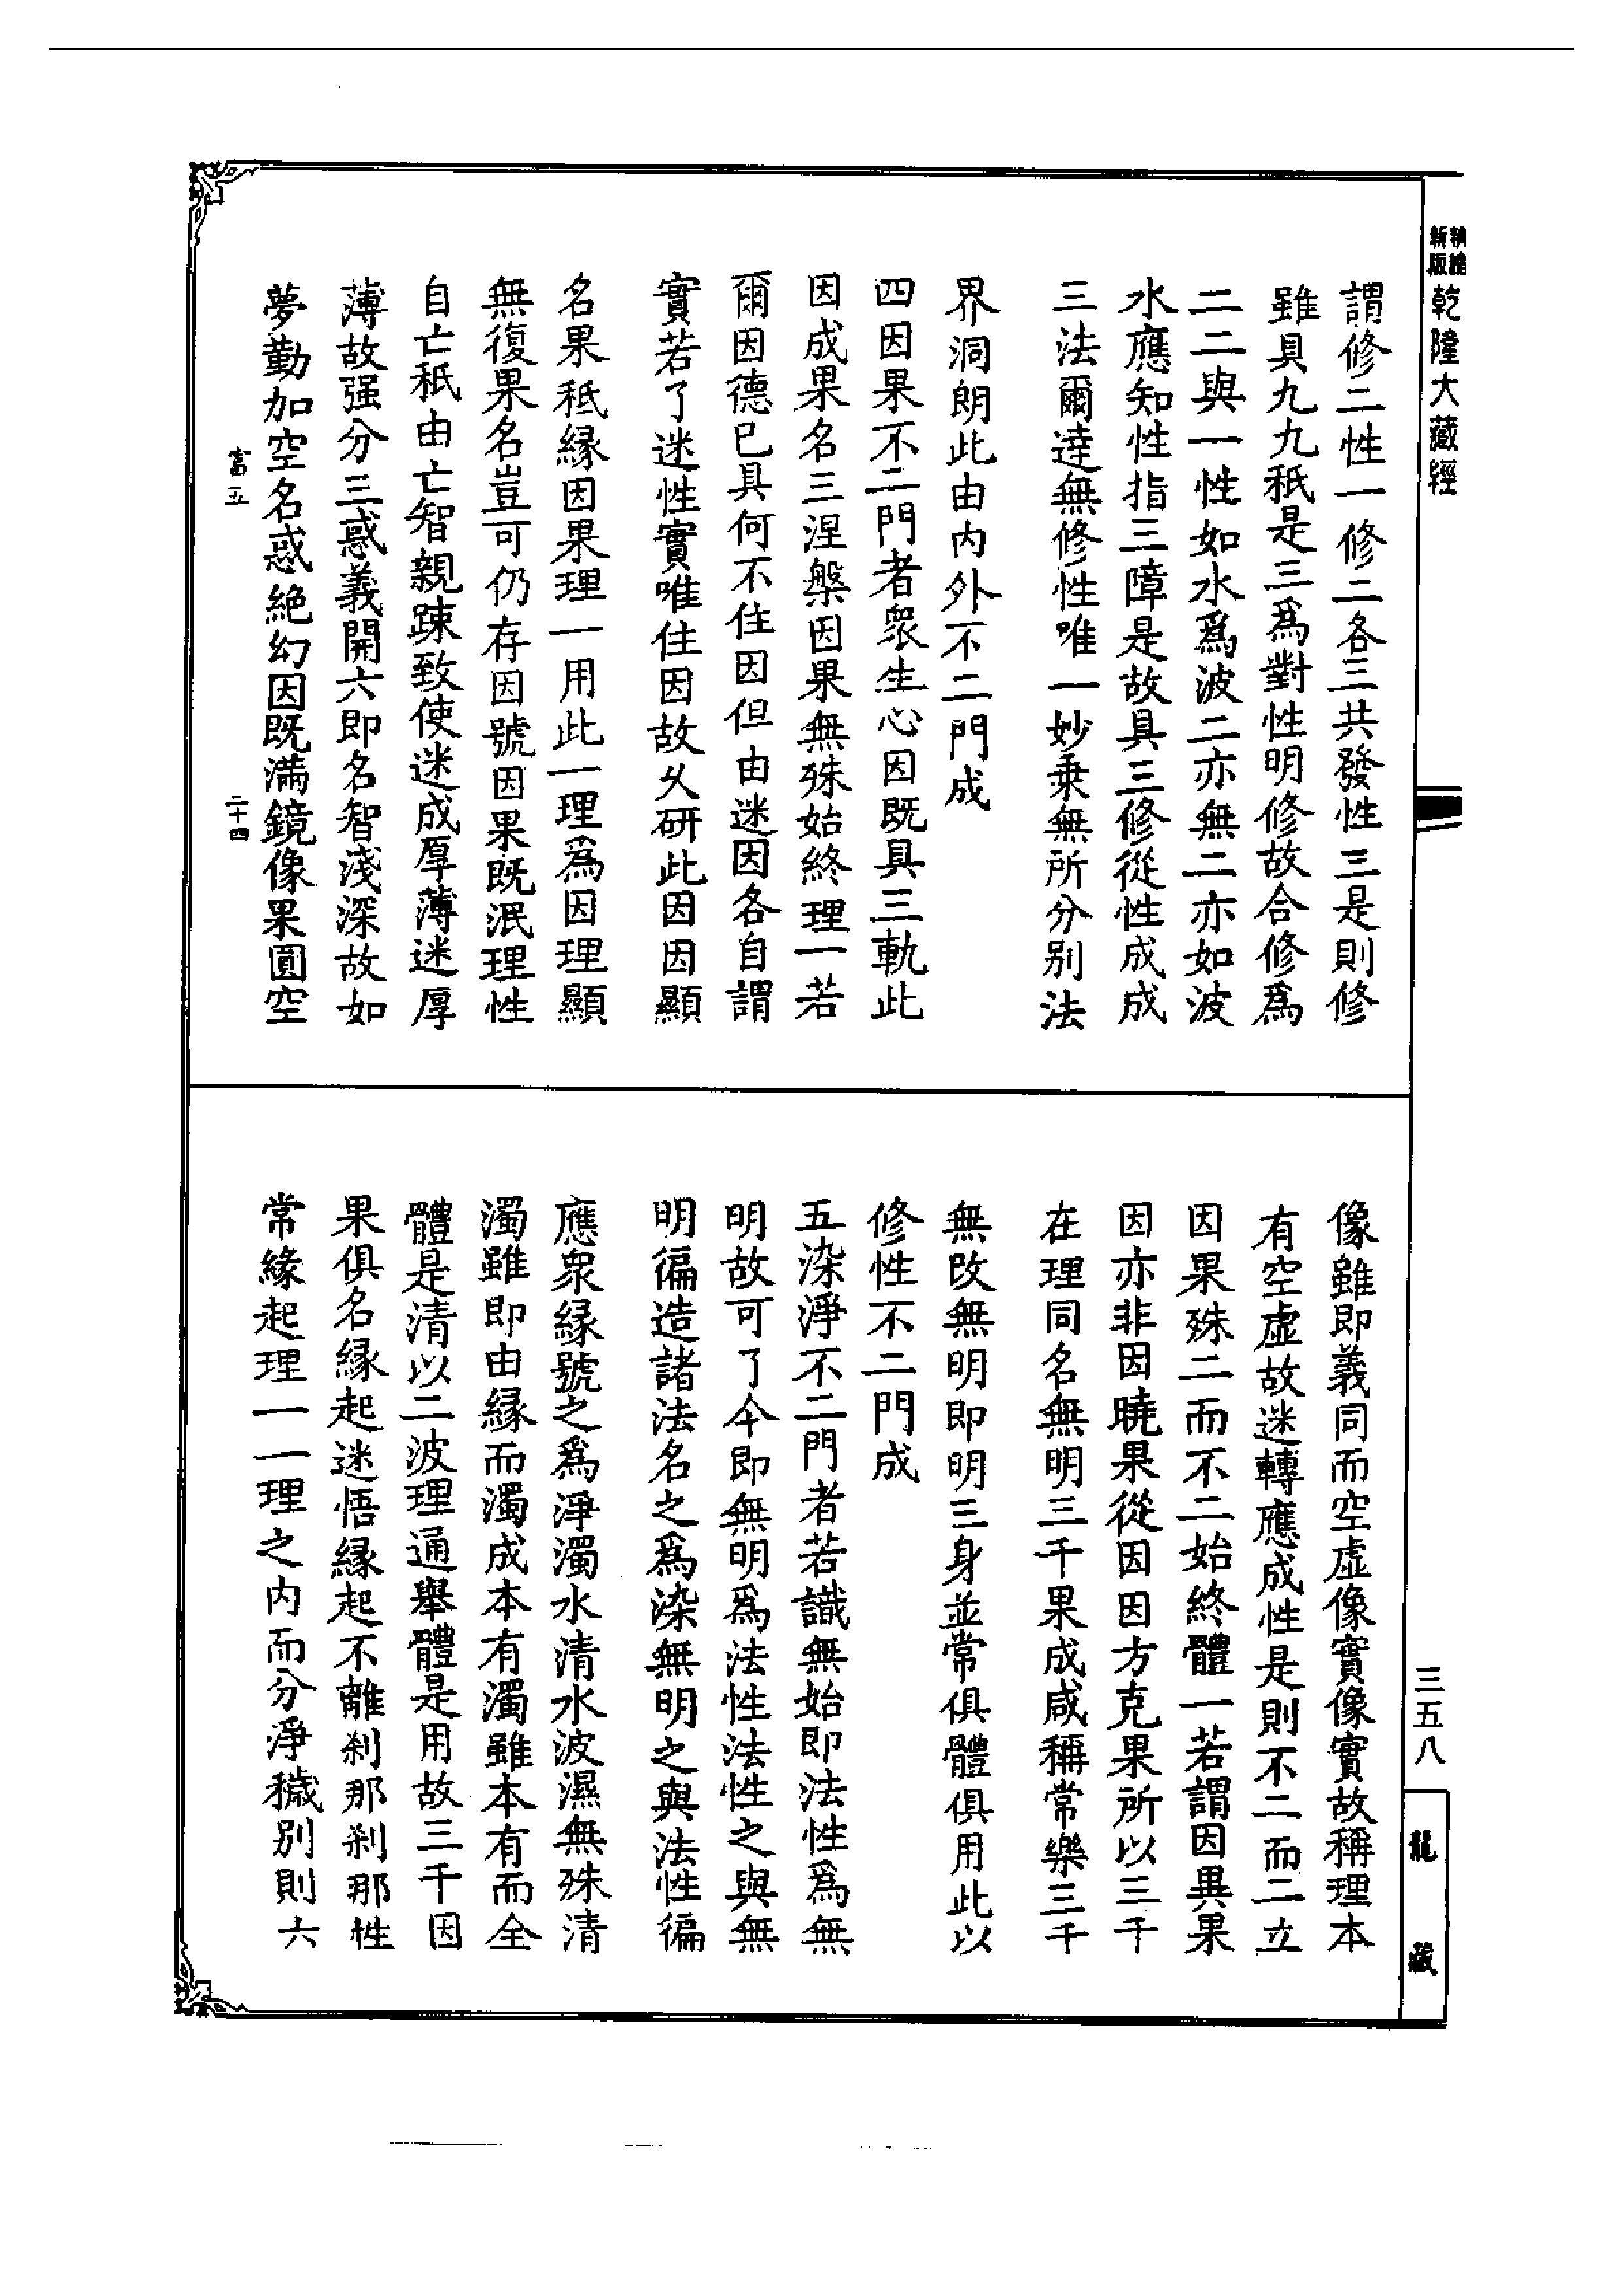 新版
乾隆大藏經
謂修二性一修二各三共發性三是則修
雖具九九秖是三爲對性明修故合修爲
二二與一性如水爲波二亦無二亦如波
水應知性指三障是故具三修從性成成
三法爾達無修性唯一妙乗無所分别法
界洞朗此由内外不二門成
四因果不二門者衆生心因既具三軌此
因成果名三涅槃因果無殊始終理一若
爾因德已具何不住因但由迷因各自謂
實若了迷性實唯住因故久研此因因顯
名果秖縁因果理一用此一理爲因理顯
無復果名豈可仍存因號因果既泯理性
自亡秖由亡智親踈致使迷成厚薄迷厚
薄故强分三惑義開六即名智淺深故如
夢勤加空名惑絶幻因既满鏡像果圓空
富五
二十四
像雖即義同而空虚像實像實故稱理本
有空虚故迷轉應成性是則不二而二立
因果殊二而不二始終體一若謂因異果
因亦非因曉果從因因方克果所以三千
在理同名無明三千果成咸稱常樂三千
無改無明即明三身並常俱體俱用此以
修性不二門成
五染淨不二門者若識無始即法性爲無
明故可了今即無明爲法性法性之與無
明徧造諸法名之爲染無明之與法性徧
應衆縁號之爲淨濁水清水波濕無殊清
濁雖即由縁而濁成本有濁雖本有而全
體是清以二波理通舉體是用故三千因
果俱名縁起迷悟縁起不離刹那刹那性
常緣起理一一理之内而分淨穢别則六
三五八
龍
藏